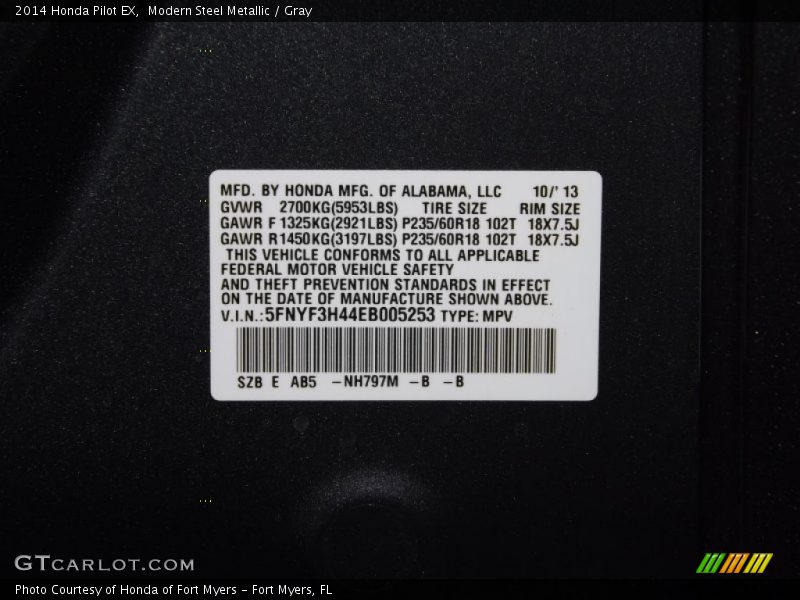 2014 Honda Pilot EX,  Modern Steel Metallic / Gray
MFD. BY HONDA MFG. OF ALABAMA, LLC 10/' 13
GVWR 2700KG(5953LBS) TIRE SIZE RIM SIZE
GAWR F 1325KG(2921LBS) P235/60R18 102T 18X7.5J
GAWR R1450KG(3197LBS) P235/60R18 102T 18X7.5J
THIS VEHICLE CONFORMS TO ALL APPLICABLE
FEDERAL MOTOR VEHICLE SAFETY
AND THEFT PREVENTION STANDARDS IN EFFECT
ON THE DATE OF MANUFACTURE SHOWN ABOVE.
V.I.N.:5FNYF3H44EB005253 TYPE: MPV
SZB E AB5 –NH797M –B –B
GTCARLOT.COM
Photo Courtesy of Honda of Fort Myers – Fort Myers, FL